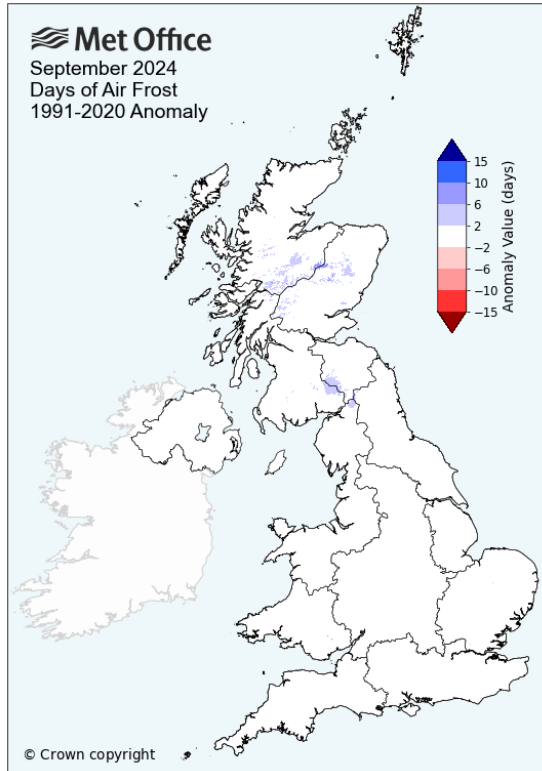 Met Office
September 2024
Days of Air Frost
1991-2020 Anomaly
15
10
6
2
−2
−6
−10
−15
Anomaly Value (days)
© Crown copyright